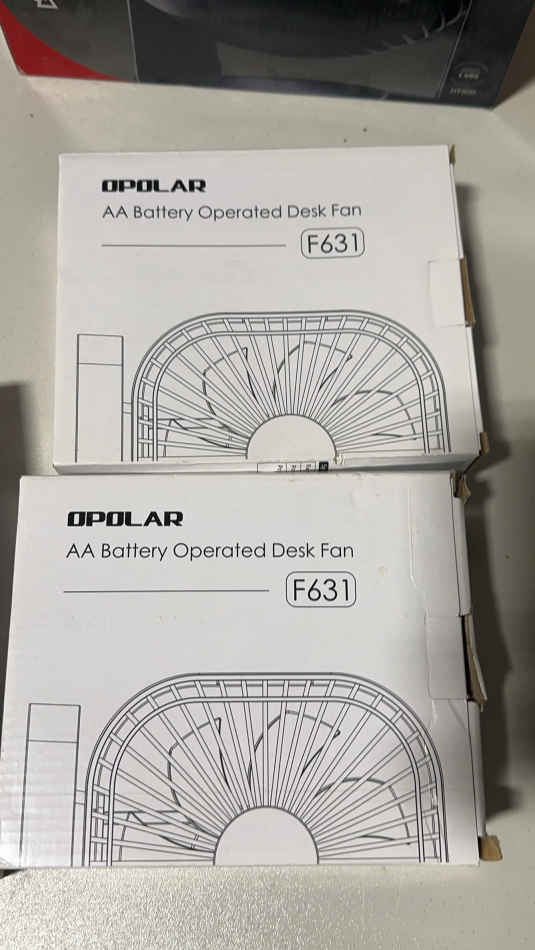 OPOLAR
AA Battery Operated Desk Fan
F631
OPOLAR
AA Battery Operated Desk Fan
F631